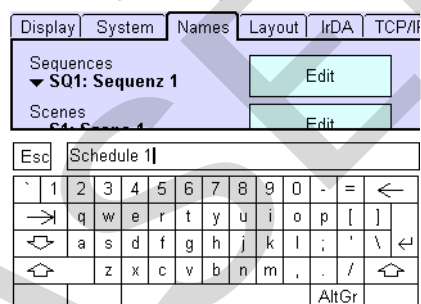 Display System Names Layout IrDA TCP/I
Sequences
SQ1: Sequenz 1
Edit
Scenes
Edit
Esc Schedule 1
` 1 2 3 4 5 6 7 8 9 0 - =
q w e r t y u i o p [ ]
a s d f g h j k l ; ' \
z x c v b n m , . /
AltGr